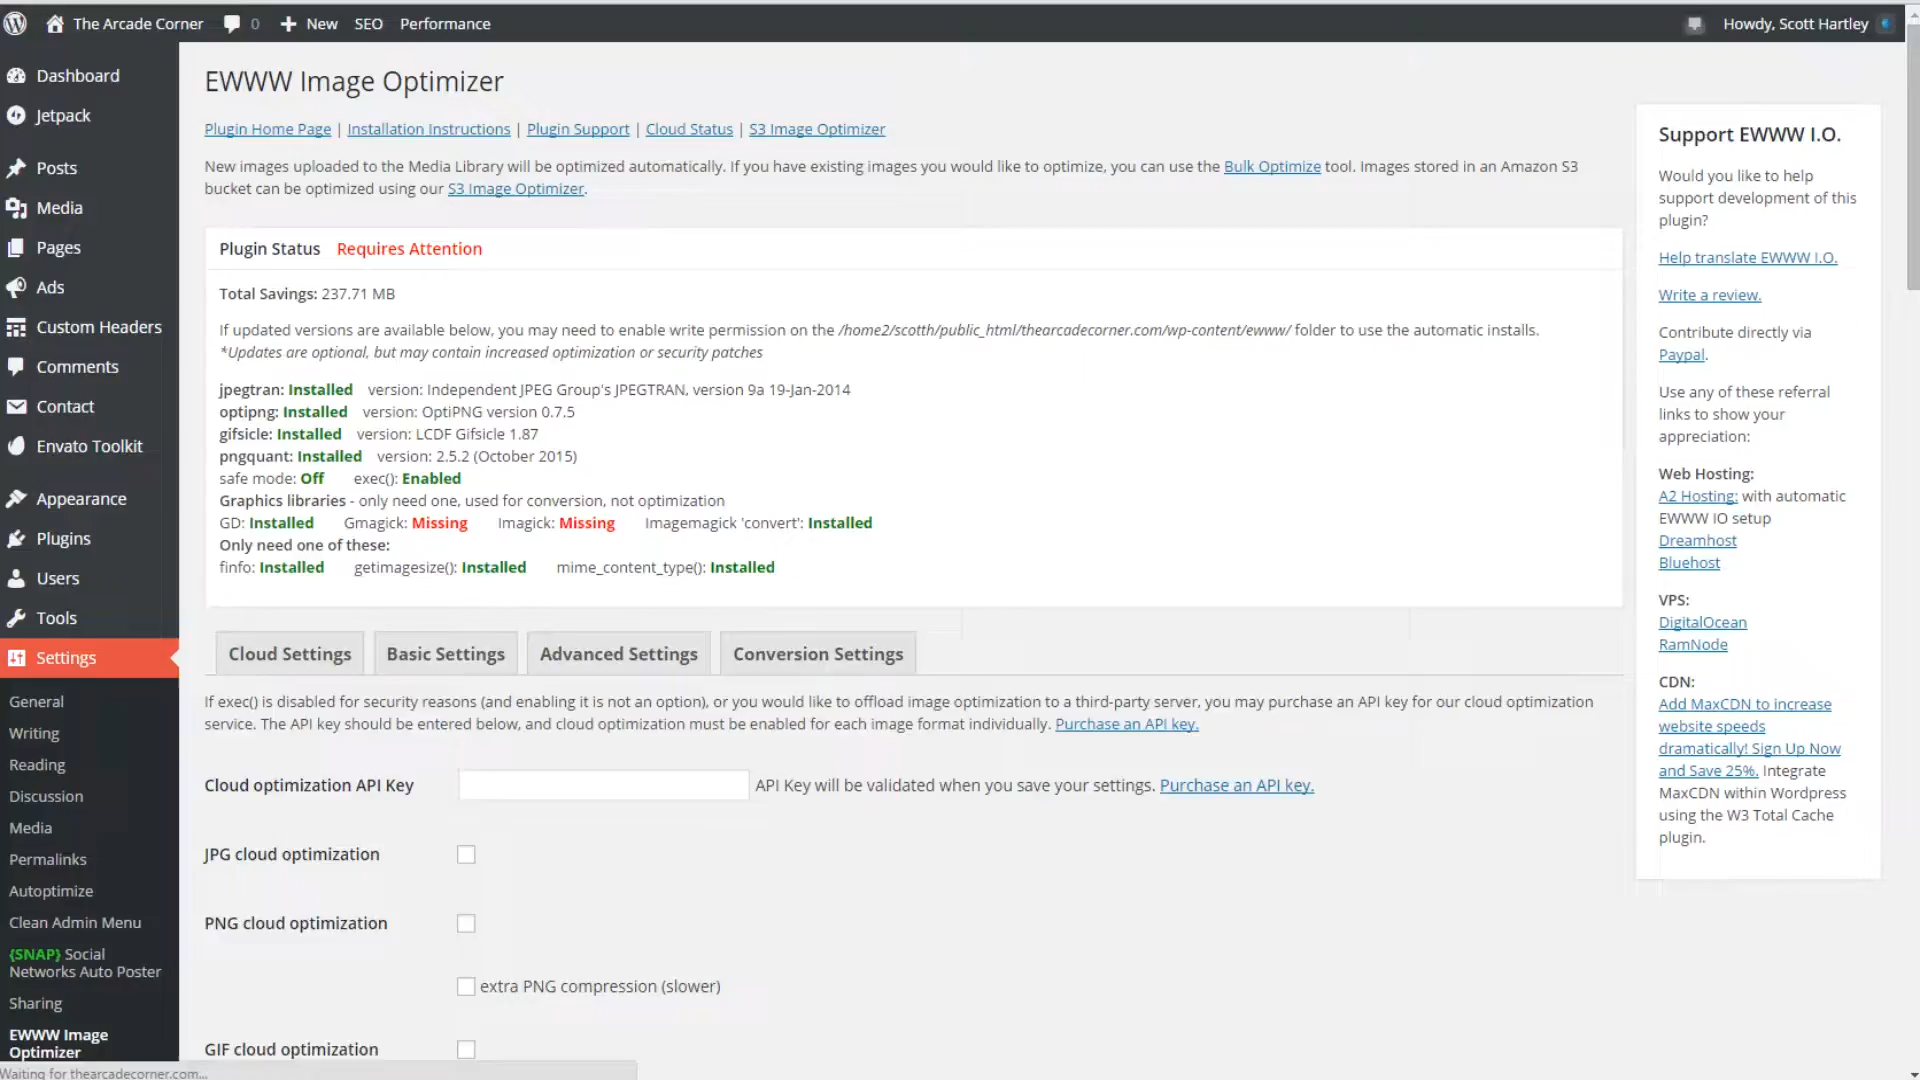 The Arcade Corner 0 New SEO Performance Howdy, Scott Hartley
Dashboard
Jetpack
Posts
Media
Pages
Ads
Custom Headers
Comments
Contact
Envato Toolkit
Appearance
Plugins
Users
Tools
Settings
General
Writing
Reading
Discussion
Media
Permalinks
Autoptimize
Clean Admin Menu
{SNAP} Social
Networks Auto Poster
Sharing
EWWW Image
Optimizer
Waiting for thearcadecorner.com...
EWWW Image Optimizer
Plugin Home Page | Installation Instructions | Plugin Support | Cloud Status | S3 Image Optimizer
New images uploaded to the Media Library will be optimized automatically. If you have existing images you would like to optimize, you can use the Bulk Optimize tool. Images stored in an Amazon S3
bucket can be optimized using our S3 Image Optimizer.
Plugin Status Requires Attention
Total Savings: 237.71 MB
If updated versions are available below, you may need to enable write permission on the /home2/scotth/public_html/thearcadecorner.com/wp-content/ewww/ folder to use the automatic installs.
*Updates are optional, but may contain increased optimization or security patches
jpegtran: Installed version: Independent JPEG Group's JPEGTRAN, version 9a 19-Jan-2014
optipng: Installed version: OptiPNG version 0.7.5
gifsicle: Installed version: LCDF Gifsicle 1.87
pngquant: Installed version: 2.5.2 (October 2015)
safe mode: Off exec(): Enabled
Graphics libraries - only need one, used for conversion, not optimization
GD: Installed Gmagick: Missing Imagick: Missing Imagemagick 'convert': Installed
Only need one of these:
finfo: Installed getimagesize(): Installed mime_content_type(): Installed
Cloud Settings Basic Settings Advanced Settings Conversion Settings
If exec() is disabled for security reasons (and enabling it is not an option), or you would like to offload image optimization to a third-party server, you may purchase an API key for our cloud optimization
service. The API key should be entered below, and cloud optimization must be enabled for each image format individually. Purchase an API key.
Cloud optimization API Key API Key will be validated when you save your settings. Purchase an API key.
JPG cloud optimization
PNG cloud optimization
extra PNG compression (slower)
GIF cloud optimization
Support EWWW I.O.
Would you like to help
support development of this
plugin?
Help translate EWWW I.O.
Write a review.
Contribute directly via
Paypal.
Use any of these referral
links to show your
appreciation:
Web Hosting:
A2 Hosting: with automatic
EWWW IO setup
Dreamhost
Bluehost
VPS:
DigitalOcean
RamNode
CDN:
Add MaxCDN to increase
website speeds
dramatically! Sign Up Now
and Save 25%. Integrate
MaxCDN within Wordpress
using the W3 Total Cache
plugin.